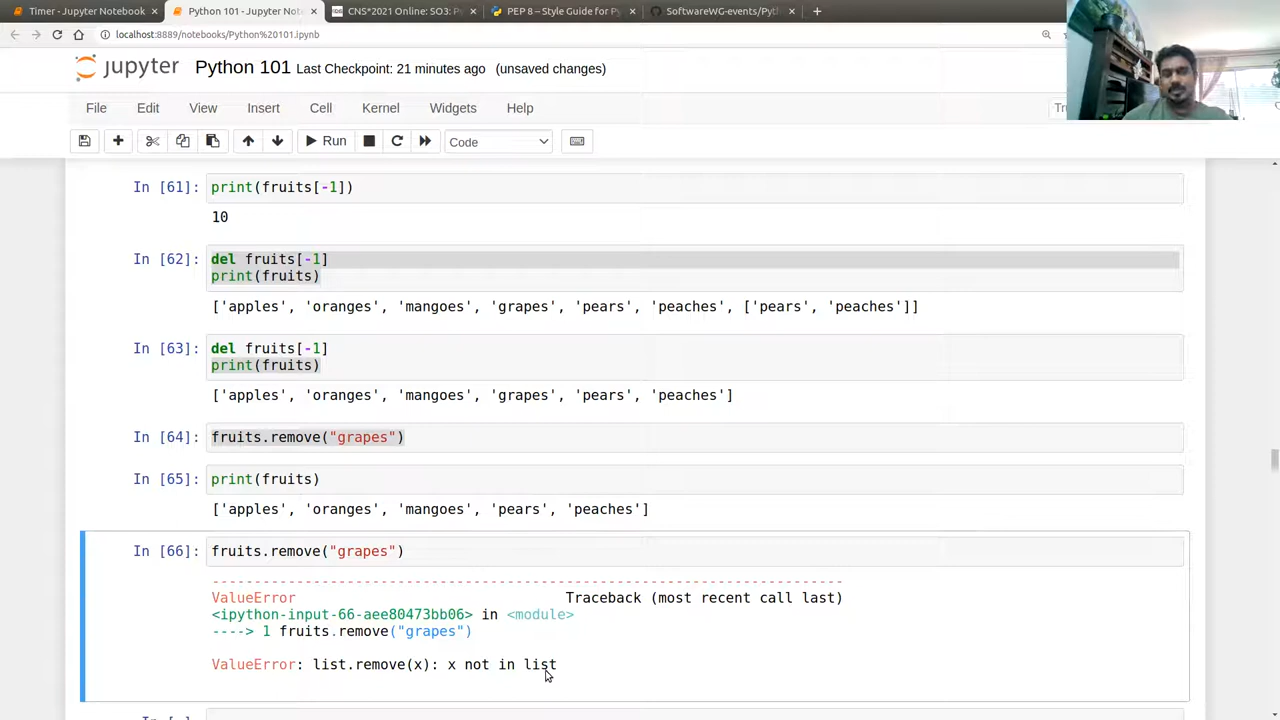 Timer - Jupyter Notebook
Python 101 - Jupyter Not
CNS*2021 Online: SO3: P
PEP 8 – Style Guide for P
SoftwareWG-events/Pyth
localhost:8889/notebooks/Python%20101.ipynb
jupyter Python 101 Last Checkpoint: 21 minutes ago (unsaved changes)
File Edit View Insert Cell Kernel Widgets Help
Run Code
In [61]: print(fruits[-1])
10
In [62]: del fruits[-1]
print(fruits)
['apples', 'oranges', 'mangoes', 'grapes', 'pears', 'peaches', ['pears', 'peaches']]
In [63]: del fruits[-1]
print(fruits)
['apples', 'oranges', 'mangoes', 'grapes', 'pears', 'peaches']
In [64]: fruits.remove("grapes")
In [65]: print(fruits)
['apples', 'oranges', 'mangoes', 'pears', 'peaches']
In [66]: fruits.remove("grapes")
---------------------------------------------------------------------------
ValueError Traceback (most recent call last)
<ipython-input-66-aee80473bb06> in <module>
----> 1 fruits.remove("grapes")
ValueError: list.remove(x): x not in list